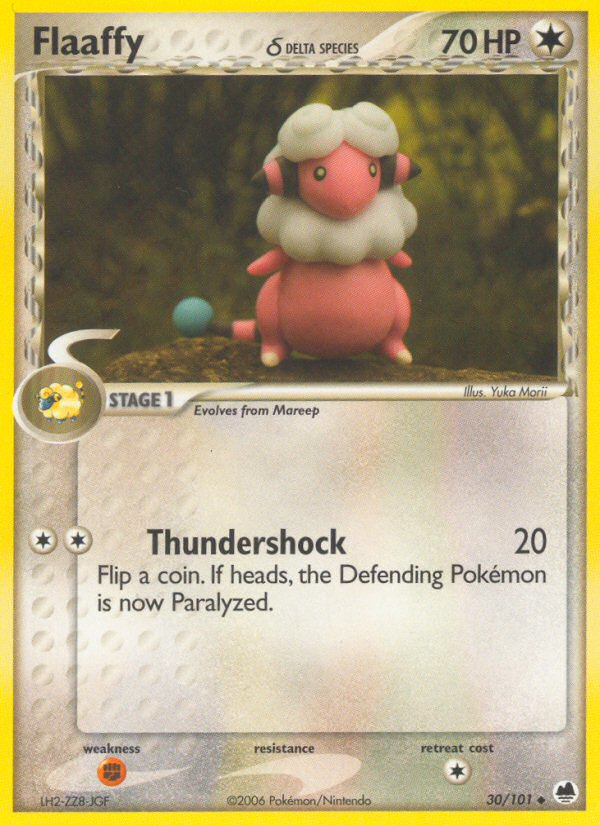 Flaaffy
δ DELTA SPECIES
70 HP
STAGE 1
Evolves from Mareep
Illus. Yuka Morii
Thundershock 20
Flip a coin. If heads, the Defending Pokémon
is now Paralyzed.
weakness resistance retreat cost
LH2-ZZ8-JGF ©2006 Pokémon/Nintendo 30/101